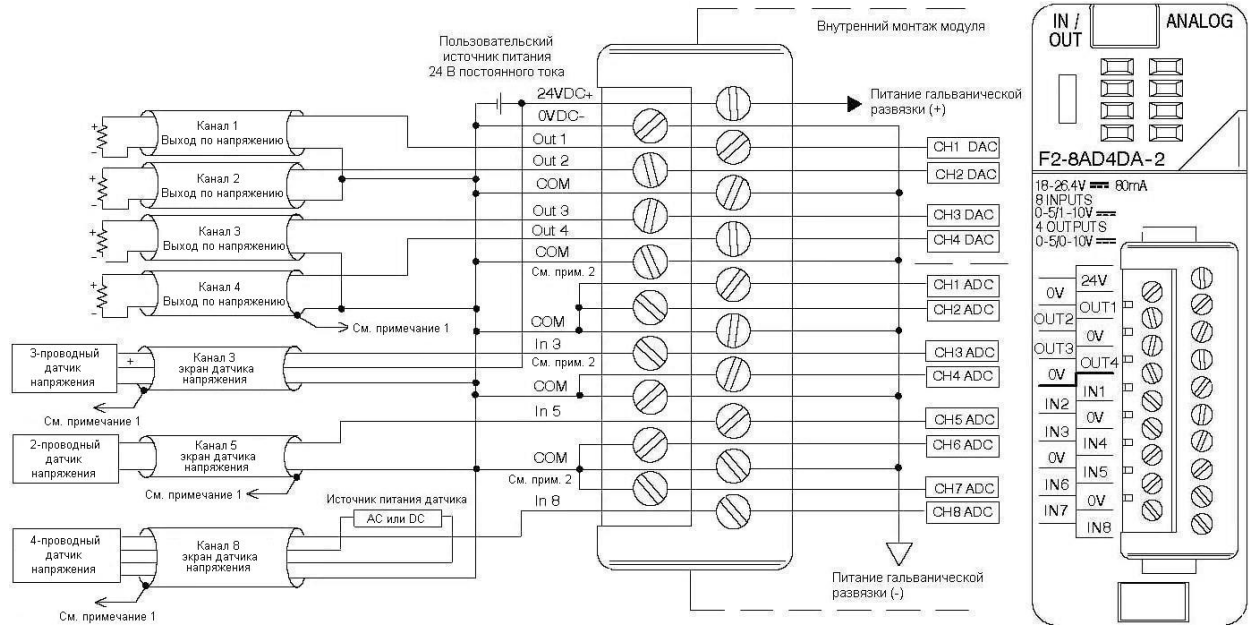 Внутренний монтаж модуля
Пользовательский
источник питания
24 В постоянного тока
24VDC+
0VDC-
Out 1
Out 2
COM
Out 3
Out 4
COM
См. прим. 2
COM
In 3
См. прим. 2
COM
In 5
COM
См. прим. 2
In 8
+
-
Канал 1
Выход по напряжению
+
-
Канал 2
Выход по напряжению
+
-
Канал 3
Выход по напряжению
+
-
Канал 4
Выход по напряжению
См. примечание 1
3-проводный
датчик
напряжения
+
-
Канал 3
экран датчика
напряжения
См. примечание 1
2-проводный
датчик
напряжения
Канал 5
экран датчика
напряжения
См. примечание 1
Источник питания датчика
AC или DC
4-проводный
датчик
напряжения
Канал 8
экран датчика
напряжения
См. примечание 1
Питание гальванической
развязки (+)
CH1 DAC
CH2 DAC
CH3 DAC
CH4 DAC
CH1 ADC
CH2 ADC
CH3 ADC
CH4 ADC
CH5 ADC
CH6 ADC
CH7 ADC
CH8 ADC
Питание гальванической
развязки (-)
IN /
OUT
ANALOG
F2-8AD4DA-2
18-26.4V 80mA
8 INPUTS
0-5/1-10V
4 OUTPUTS
0-5/0-10V
24V
0V
OUT1
OUT2
0V
OUT3
OUT4
0V
IN1
IN2
0V
IN3
IN4
0V
IN5
IN6
0V
IN7
IN8